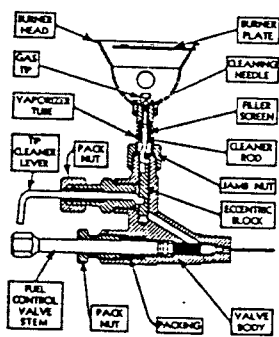 BURNER
HEAD
BURNER
PLATE
GAS
TIP
CLEANING
NEEDLE
VAPORIZER
TUBE
FILLER
SCREEN
TIP
CLEANER
LEVER
PACK
NUT
CLEANER
ROD
JAMB NUT
ECCENTRIC
BLOCK
FUEL
CONTROL
VALVE
STEM
PACK
NUT
PACKING
VALVE
BODY